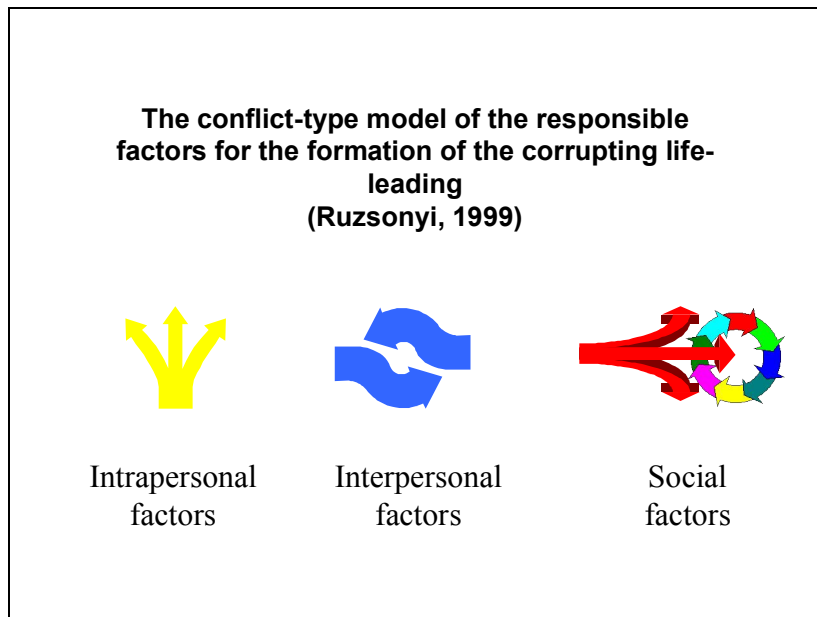 The conflict-type model of the responsible
factors for the formation of the corrupting life-
leading
(Ruzsonyi, 1999)
Intrapersonal
factors
Interpersonal
factors
Social
factors